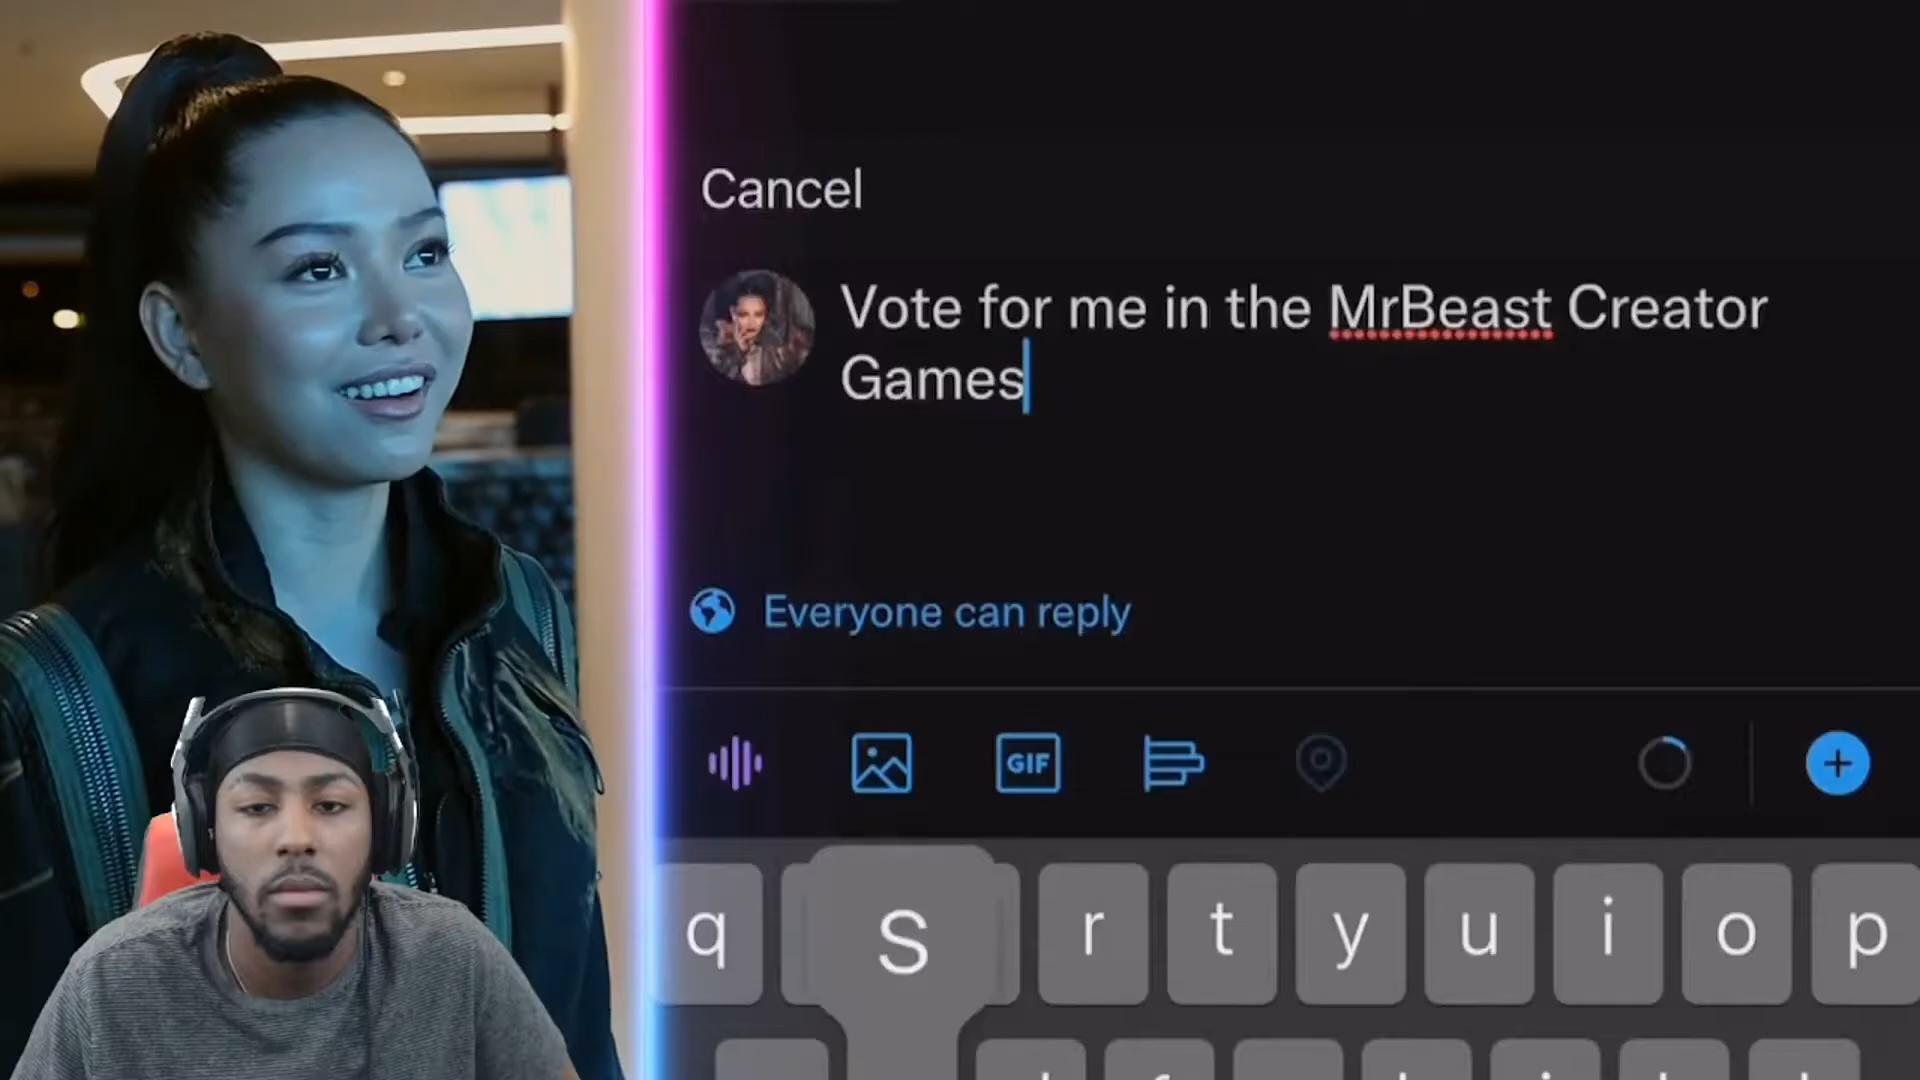 Cancel
Vote for me in the MrBeast Creator
Games
Everyone can reply
GIF
q S r t y u i o p